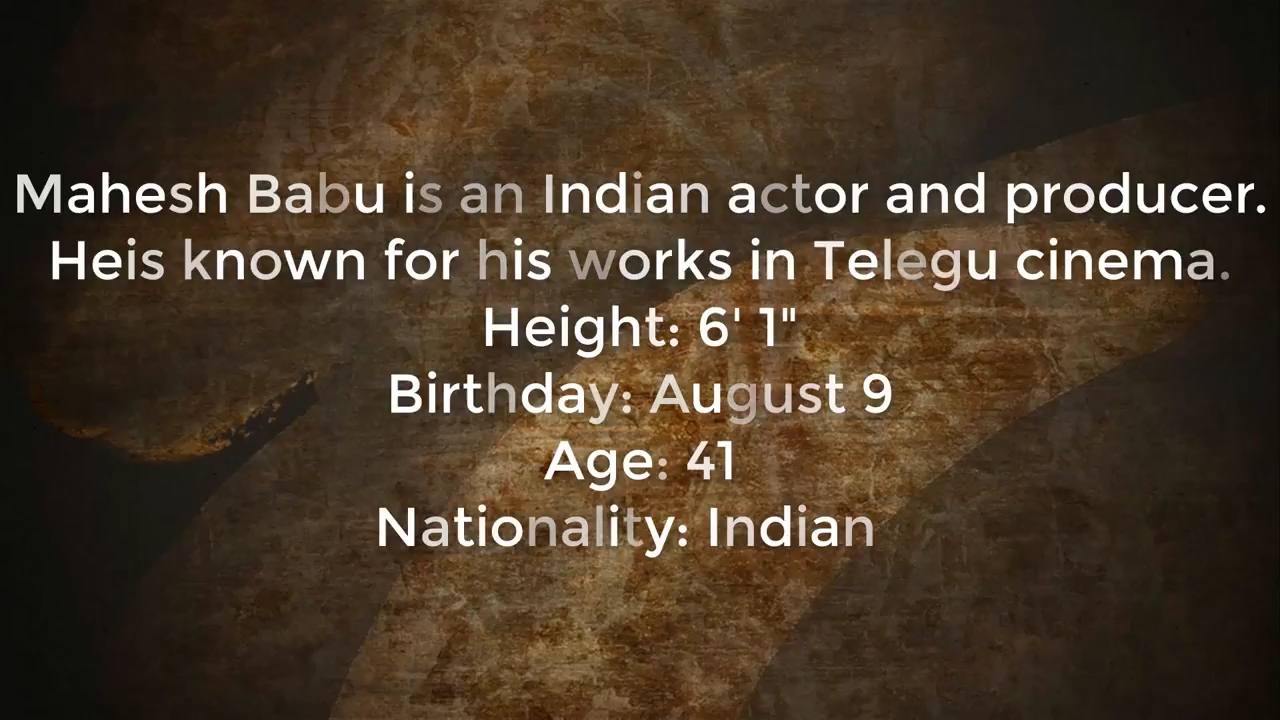 Mahesh Babu is an Indian actor and producer.
Heis known for his works in Telegu cinema.
Height: 6' 1"
Birthday: August 9
Age: 41
Nationality: Indian